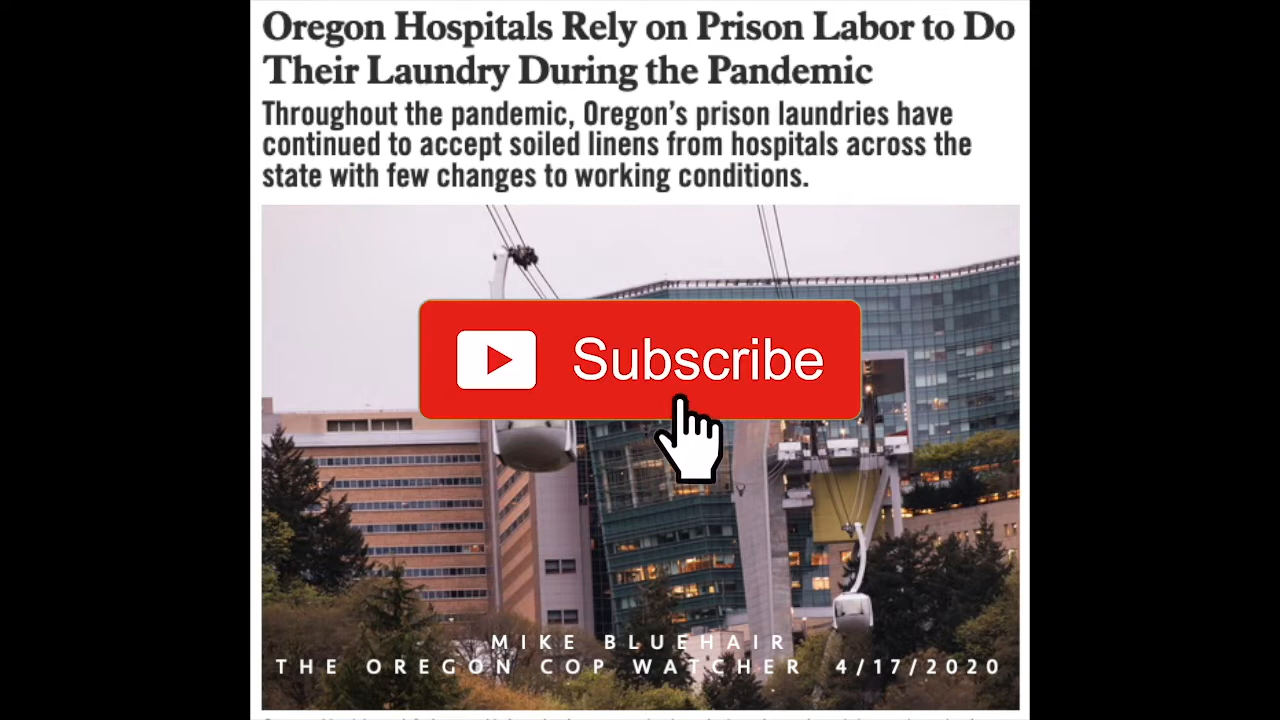 Oregon Hospitals Rely on Prison Labor to Do
Their Laundry During the Pandemic
Throughout the pandemic, Oregon's prison laundries have
continued to accept soiled linens from hospitals across the
state with few changes to working conditions.
Subscribe
MIKE BLUEHAIR
THE OREGON COP WATCHER 4/17/2020